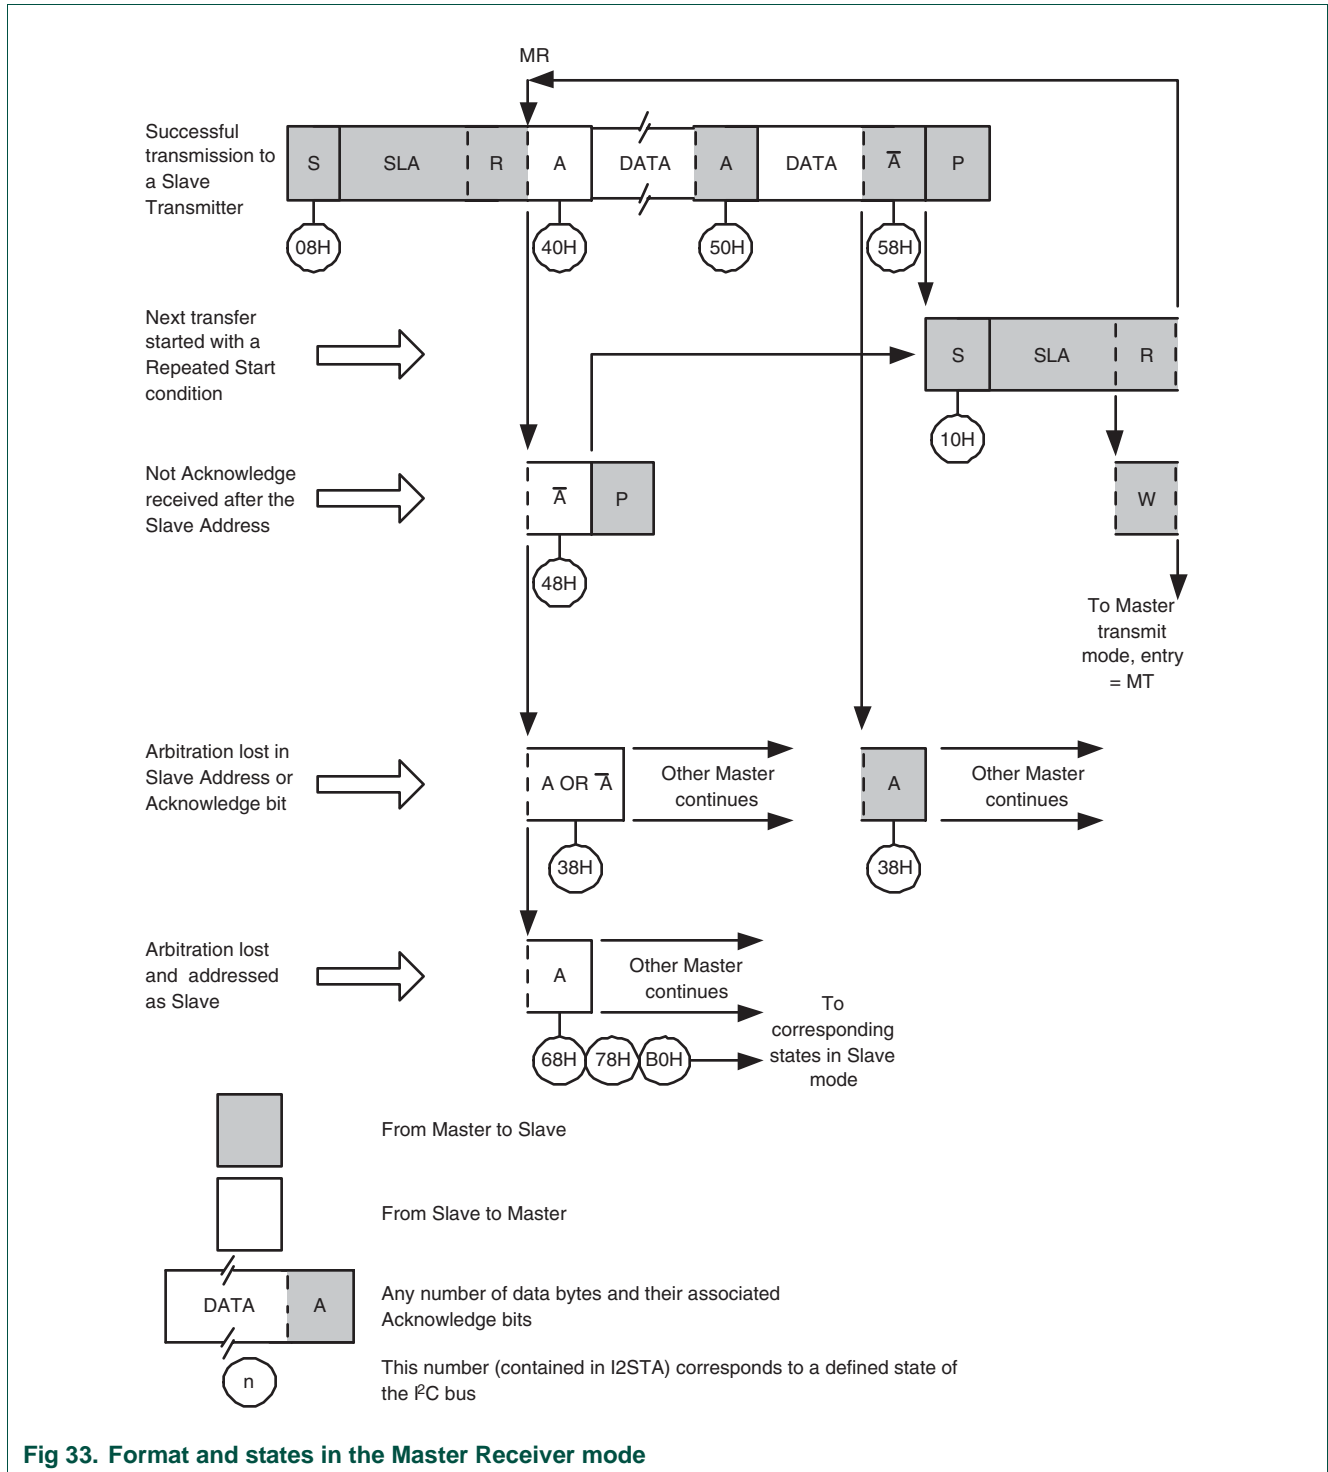 MR
Successful
transmission to
a Slave
Transmitter
S SLA R A DATA A DATA A̅ P
08H 40H 50H 58H
Next transfer
started with a
Repeated Start
condition
S SLA R
10H
Not Acknowledge
received after the
Slave Address
A̅ P
W
48H
To Master
transmit
mode, entry
= MT
Arbitration lost in
Slave Address or
Acknowledge bit
A OR A̅
Other Master
continues
A
Other Master
continues
38H 38H
Arbitration lost
and addressed
as Slave
A
Other Master
continues
68H 78H B0H
To
corresponding
states in Slave
mode
From Master to Slave
From Slave to Master
DATA A
Any number of data bytes and their associated
Acknowledge bits
n
This number (contained in I2STA) corresponds to a defined state of
the I²C bus
Fig 33. Format and states in the Master Receiver mode